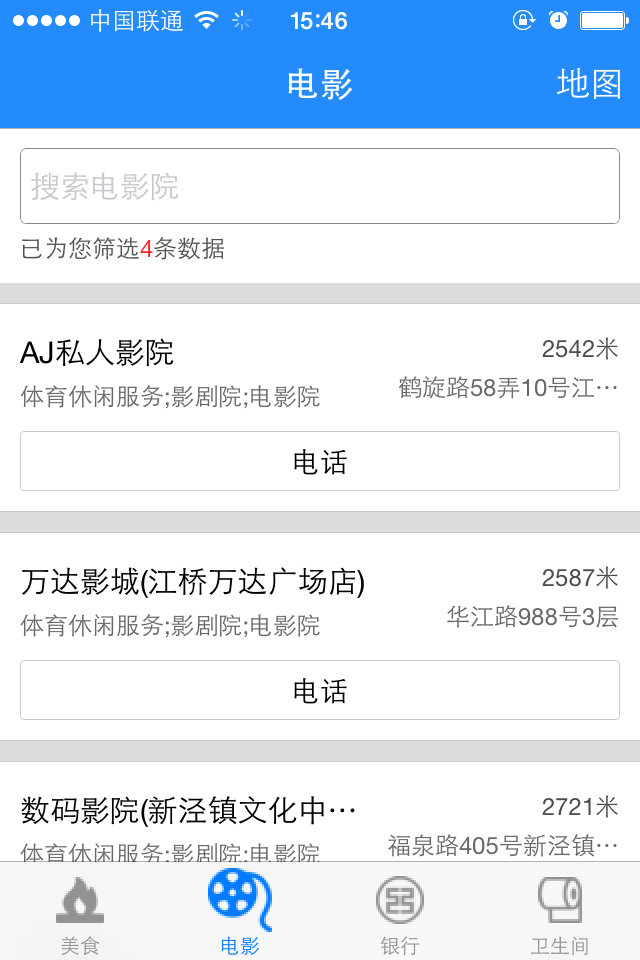 中国联通 15:46
电影 地图
搜索电影院
已为您筛选4条数据
AJ私人影院 2542米
体育休闲服务;影剧院;电影院 鹤旋路58弄10号江…
电话
万达影城(江桥万达广场店) 2587米
体育休闲服务;影剧院;电影院 华江路988号3层
电话
数码影院(新泾镇文化中… 2721米
体育休闲服务;影剧院;电影院 福泉路405号新泾镇…
美食 电影 银行 卫生间